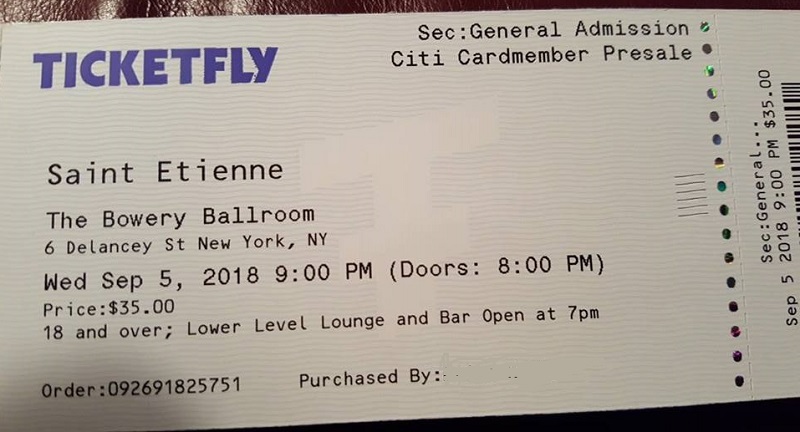 TICKETFLY
Sec:General Admission
Citi Cardmember Presale
Saint Etienne
The Bowery Ballroom
6 Delancey St New York, NY
Wed Sep 5, 2018 9:00 PM (Doors: 8:00 PM)
Price:$35.00
18 and over; Lower Level Lounge and Bar Open at 7pm
Order:092691825751
Purchased By:
Sec:General...
Sep 5 2018 9:00 PM $35.00